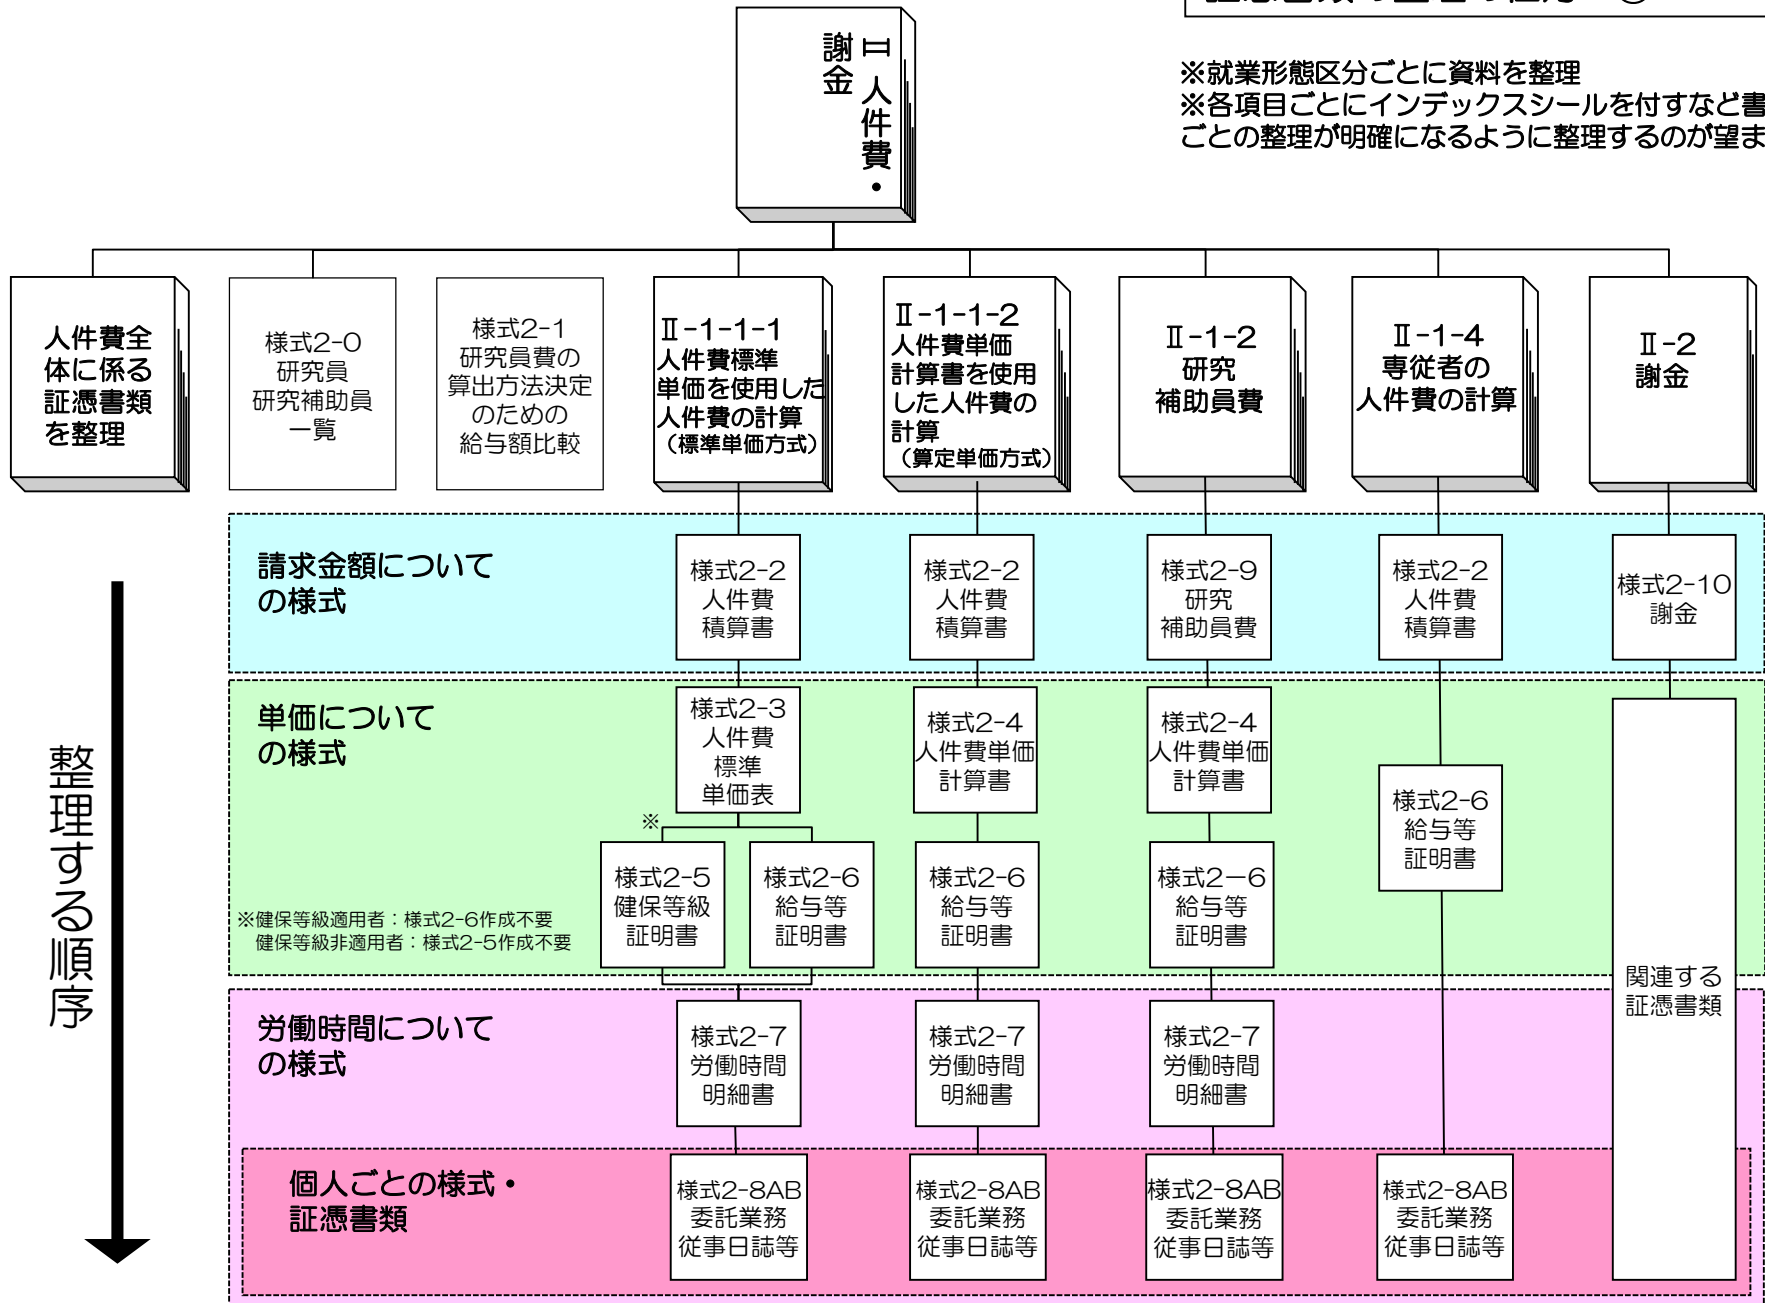 Ⅱ 人件費・
謝金
※就業形態区分ごとに資料を整理
※各項目ごとにインデックスシールを付すなど書
ごとの整理が明確になるように整理するのが望ま
人件費全
体に係る
証憑書類
を整理
様式2-0
研究員
研究補助員
一覧
様式2-1
研究員費の
算出方法決定
のための
給与額比較
Ⅱ-1-1-1
人件費標準
単価を使用した
人件費の計算
（標準単価方式）
Ⅱ-1-1-2
人件費単価
計算書を使用
した人件費の
計算
（算定単価方式）
Ⅱ-1-2
研究
補助員費
Ⅱ-1-4
専従者の
人件費の計算
Ⅱ-2
謝金
整理する順序
請求金額について
の様式
様式2-2
人件費
積算書
様式2-2
人件費
積算書
様式2-9
研究
補助員費
様式2-2
人件費
積算書
様式2-10
謝金
単価について
の様式
様式2-3
人件費
標準
単価表
様式2-4
人件費単価
計算書
様式2-4
人件費単価
計算書
様式2-6
給与等
証明書
※
様式2-5
健保等級
証明書
様式2-6
給与等
証明書
様式2-6
給与等
証明書
様式2－6
給与等
証明書
※健保等級適用者：様式2-6作成不要
健保等級非適用者：様式2-5作成不要
関連する
証憑書類
労働時間について
の様式
様式2-7
労働時間
明細書
様式2-7
労働時間
明細書
様式2-7
労働時間
明細書
個人ごとの様式・
証憑書類
様式2-8AB
委託業務
従事日誌等
様式2-8AB
委託業務
従事日誌等
様式2-8AB
委託業務
従事日誌等
様式2-8AB
委託業務
従事日誌等